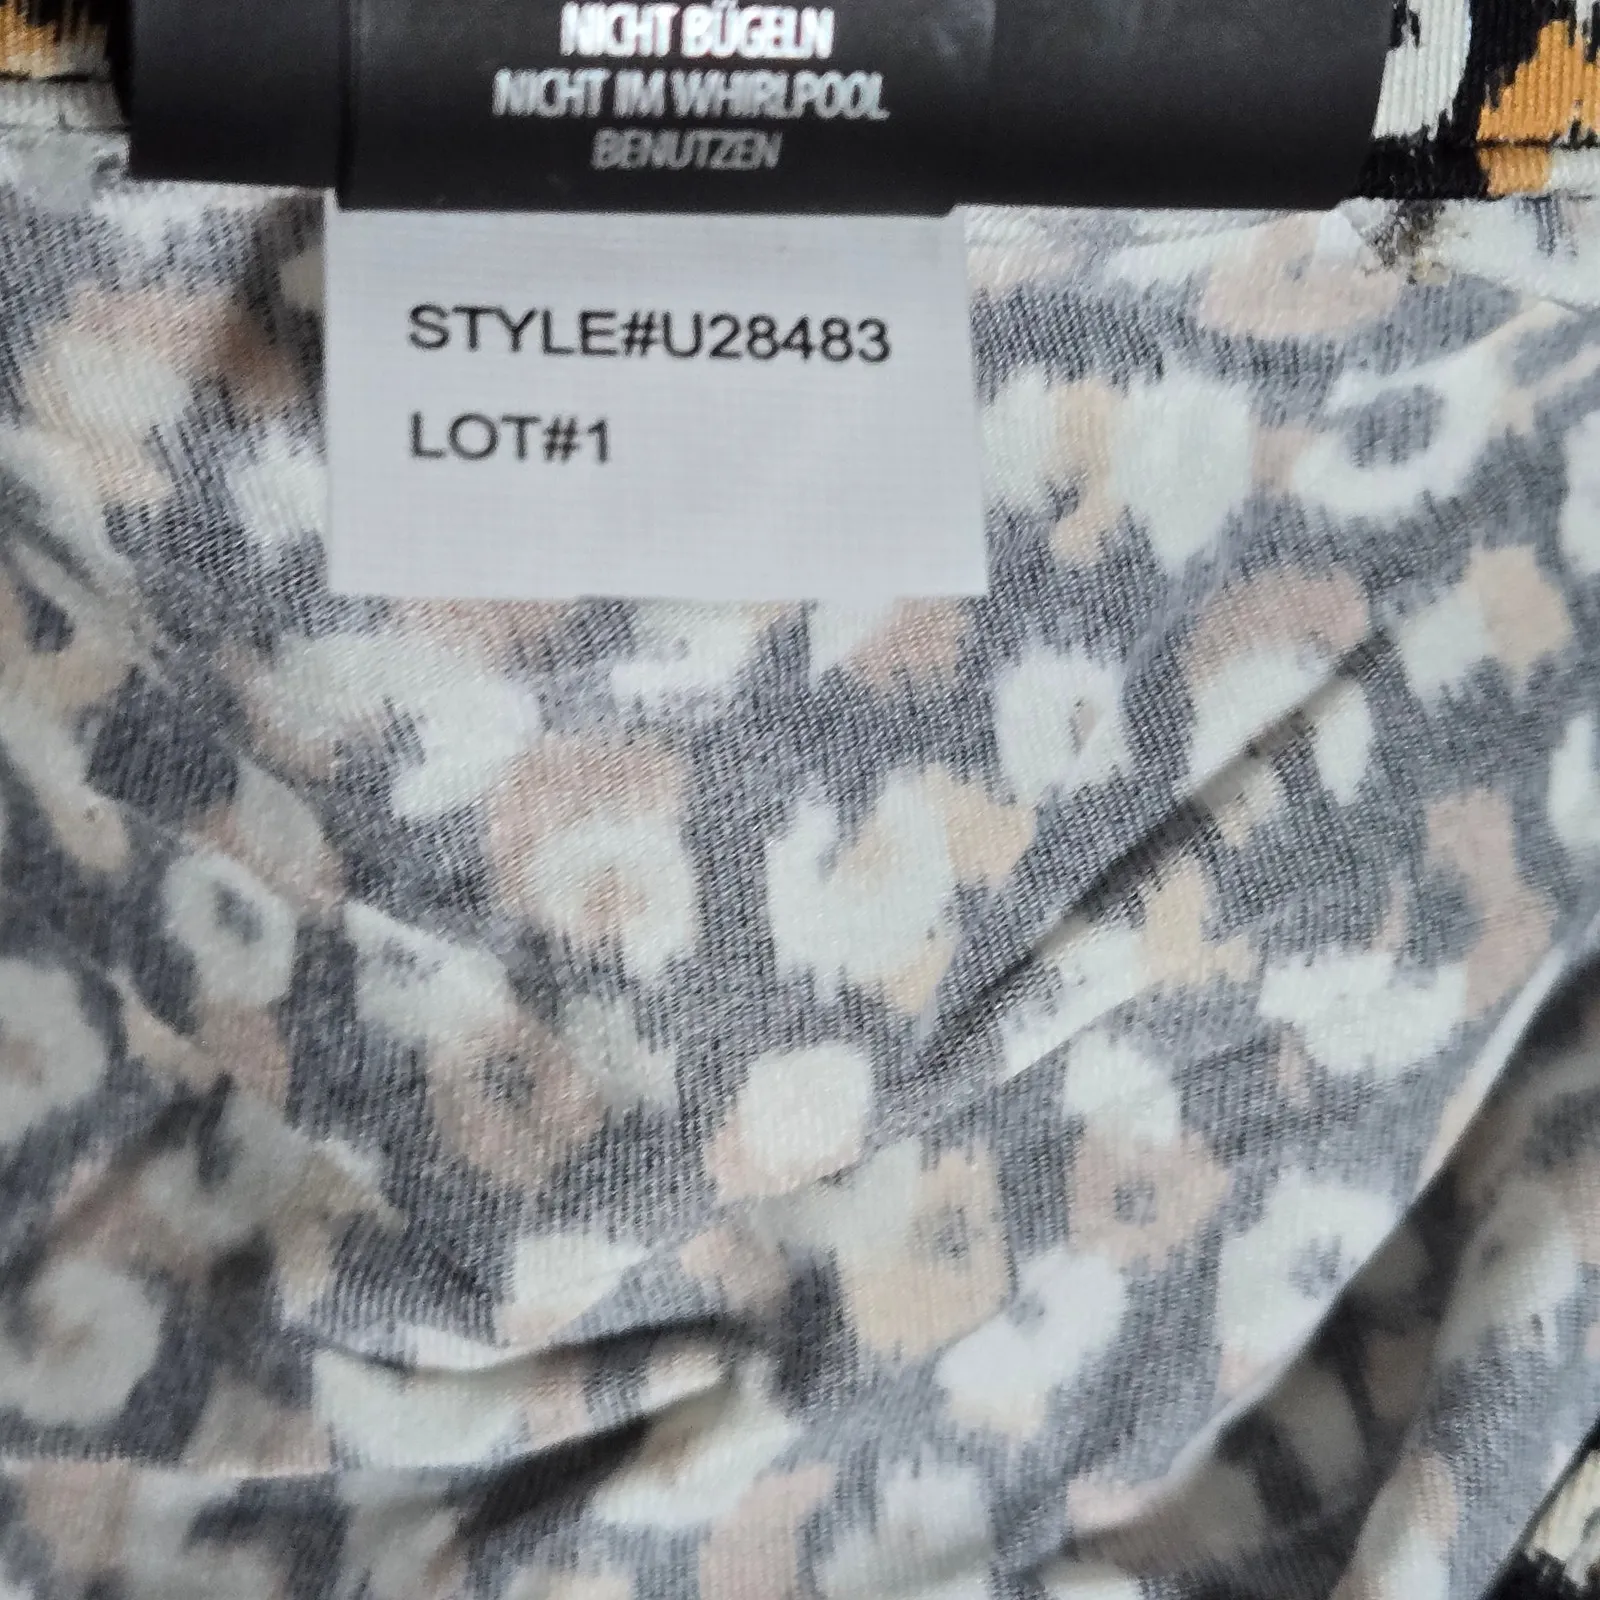 NICHT BÜGELN
NICHT IM WHIRLPOOL
BENUTZEN
STYLE#U28483
LOT#1